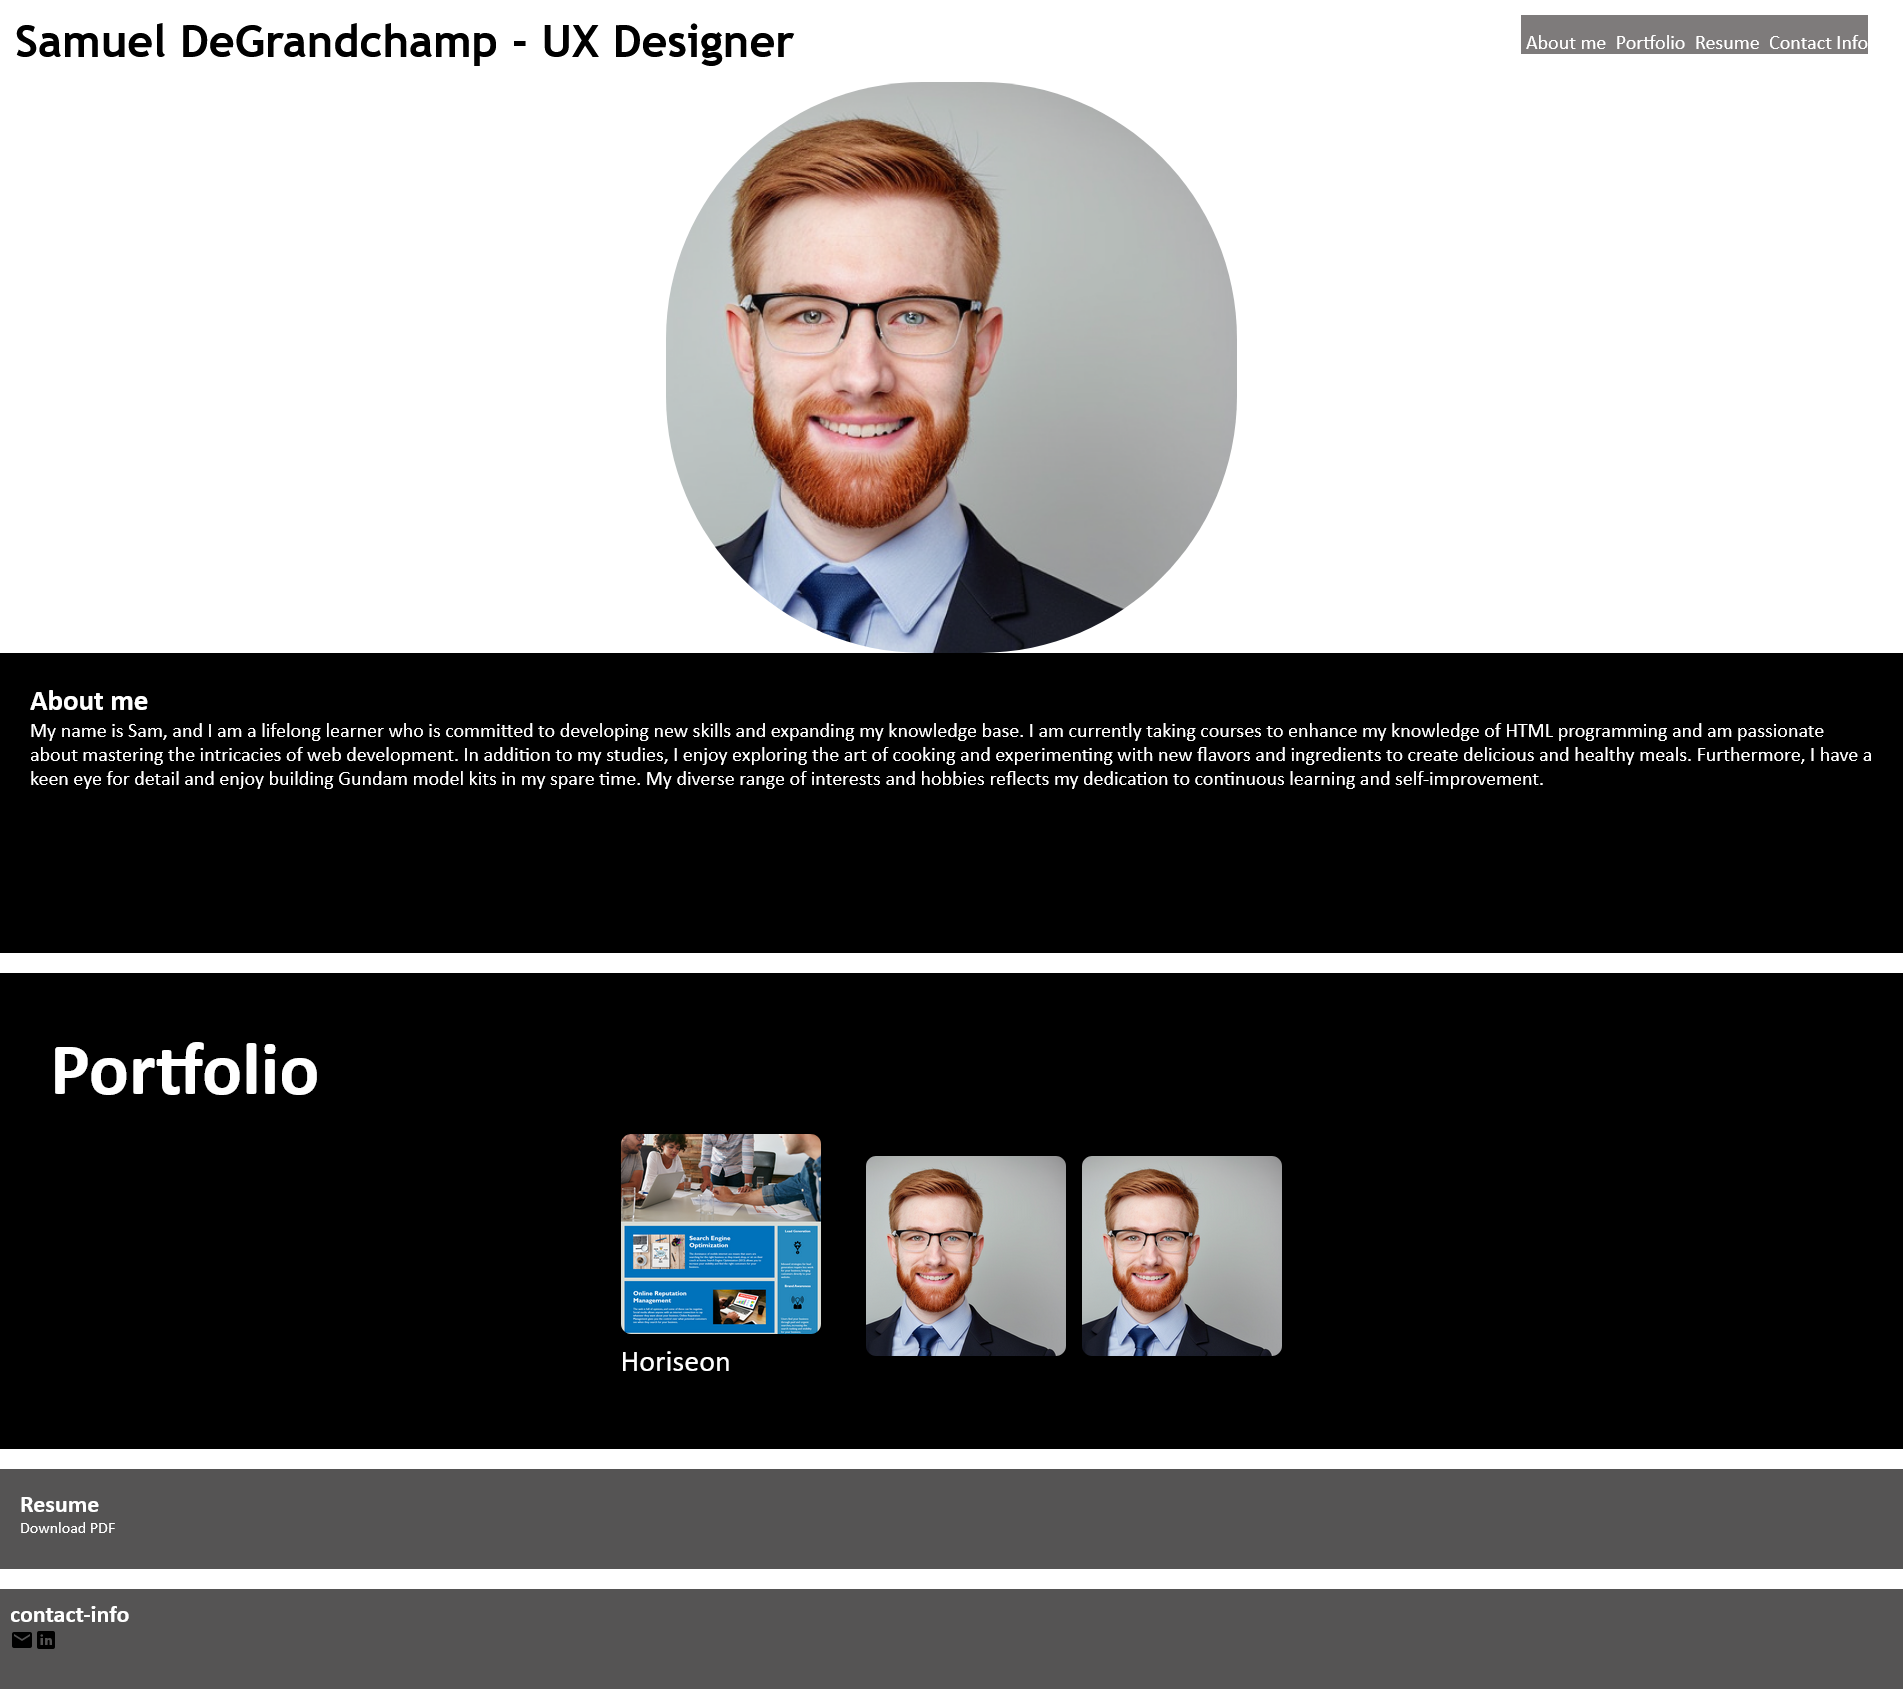 Samuel DeGrandchamp - UX Designer
About me Portfolio Resume Contact Info
About me
My name is Sam, and I am a lifelong learner who is committed to developing new skills and expanding my knowledge base. I am currently taking courses to enhance my knowledge of HTML programming and am passionate
about mastering the intricacies of web development. In addition to my studies, I enjoy exploring the art of cooking and experimenting with new flavors and ingredients to create delicious and healthy meals. Furthermore, I have a
keen eye for detail and enjoy building Gundam model kits in my spare time. My diverse range of interests and hobbies reflects my dedication to continuous learning and self-improvement.
Portfolio
Search Engine
Optimization
Online Reputation
Management
Horiseon
Resume
Download PDF
contact-info
in